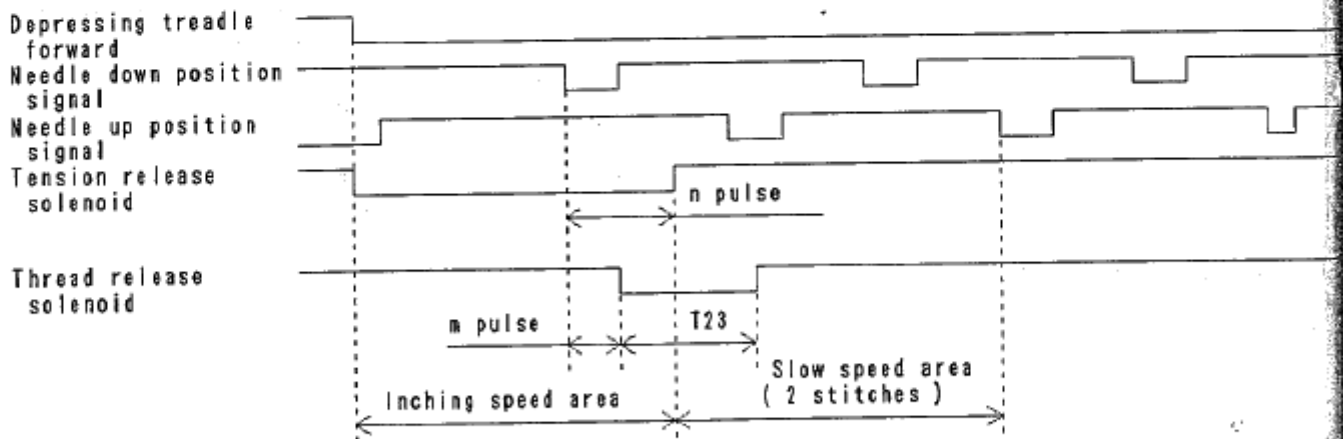 Depressing treadle
forward
Needle down position
signal
Needle up position
signal
Tension release
solenoid
n pulse
Thread release
solenoid
m pulse
T23
Slow speed area
( 2 stitches )
Inching speed area